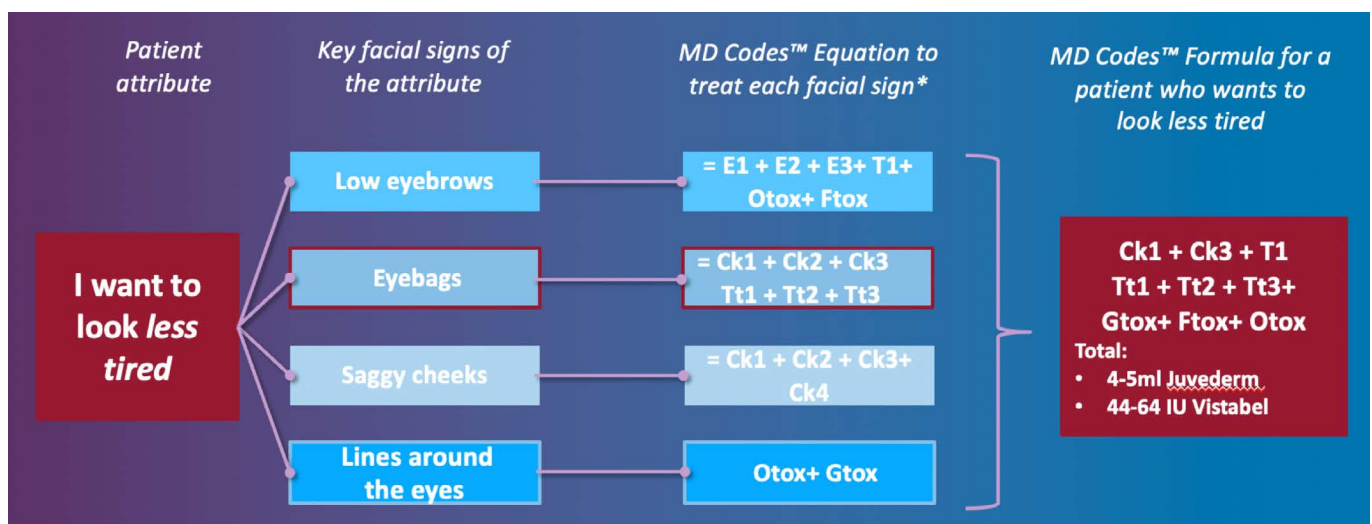 Patient
attribute
Key facial signs of
the attribute
MD Codes™ Equation to
treat each facial sign*
MD Codes™ Formula for a
patient who wants to
look less tired
I want to
look less
tired
Low eyebrows
= E1 + E2 + E3+ T1+
Otox+ Ftox
Eyebags
= Ck1 + Ck2 + Ck3
Tt1 + Tt2 + Tt3
Saggy cheeks
= Ck1 + Ck2 + Ck3+
Ck4
Lines around
the eyes
Otox+ Gtox
Ck1 + Ck3 + T1
Tt1 + Tt2 + Tt3+
Gtox+ Ftox+ Otox
Total:
• 4-5ml Juvederm
• 44-64 IU Vistabel